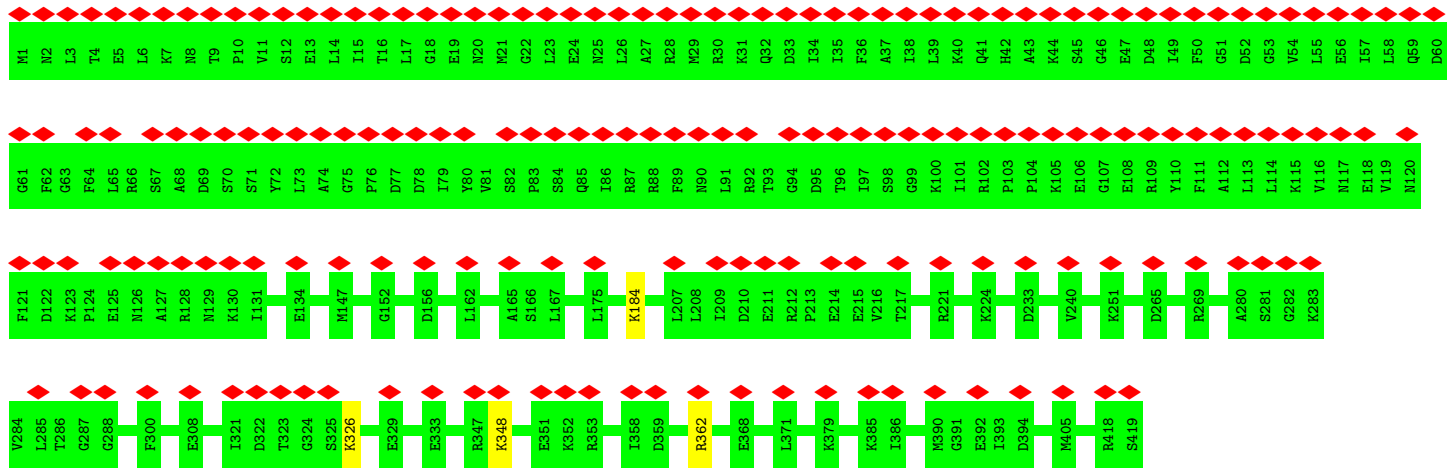 M1 N2 L3 T4 E5 L6 K7 N8 T9 P10 V11 S12 E13 L14 I15 T16 L17 G18 E19 N20 M21 G22 L23 E24 N25 L26 A27 R28 M29 R30 K31 Q32 D33 I34 I35 F36 A37 I38 L39 K40 Q41 H42 A43 K44 S45 G46 E47 D48 I49 F50 G51 D52 G53 V54 L55 E56 I57 L58 Q59 D60
G61 F62 G63 F64 L65 R66 S67 A68 D69 S70 S71 Y72 L73 A74 G75 P76 D77 D78 I79 Y80 V81 S82 P83 S84 Q85 I86 R87 R88 F89 N90 L91 R92 T93 G94 D95 T96 I97 S98 G99 K100 I101 R102 P103 P104 K105 E106 G107 E108 R109 Y110 F111 A112 L113 L114 K115 V116 N117 E118 V119 N120
F121 D122 K123 P124 E125 N126 A127 R128 N129 K130 I131 E134 M147 G152 D156 L162 A165 S166 L167 L175 K184 L207 L208 I209 D210 E211 R212 P213 E214 E215 V216 T217 R221 K224 D233 V240 K251 D265 R269 A280 S281 G282 K283
V284 L285 T286 G287 G288 F300 E308 I321 D322 T323 G324 S325 K326 E329 E333 R347 K348 E351 K352 R353 I358 D359 R362 E368 L371 K379 K385 I386 M390 G391 E392 I393 D394 M405 R418 S419